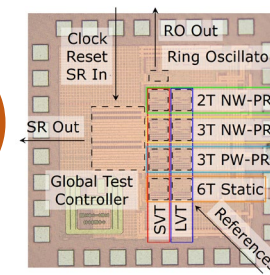 Clock
Reset
SR In
RO Out
Ring Oscillato
2T NW-PR
3T NW-PR
SR Out
3T PW-PR
Global Test
Controller
6T Static
SVT
LVT
Reference